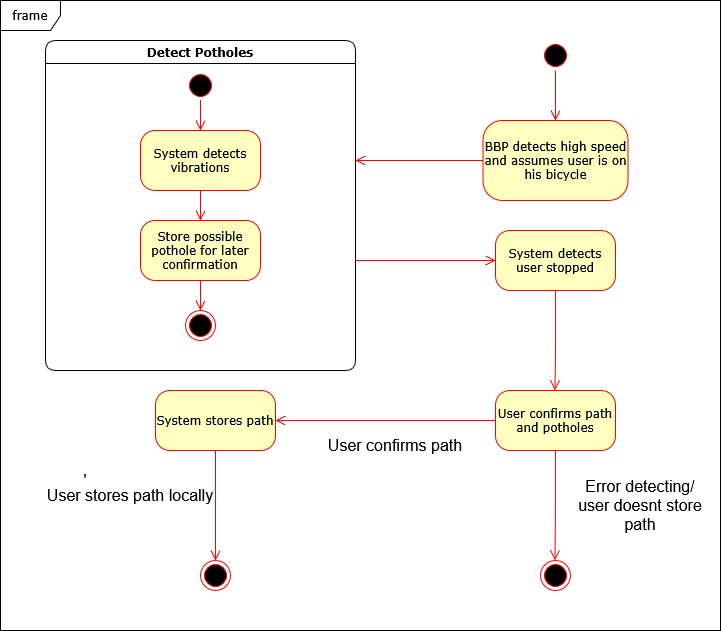 frame
Detect Potholes
System detects
vibrations
Store possible
pothole for later
confirmation
BBP detects high speed
and assumes user is on
his bicycle
System detects
user stopped
System stores path
User confirms path
and potholes
User confirms path
'
User stores path locally
Error detecting/
user doesnt store
path